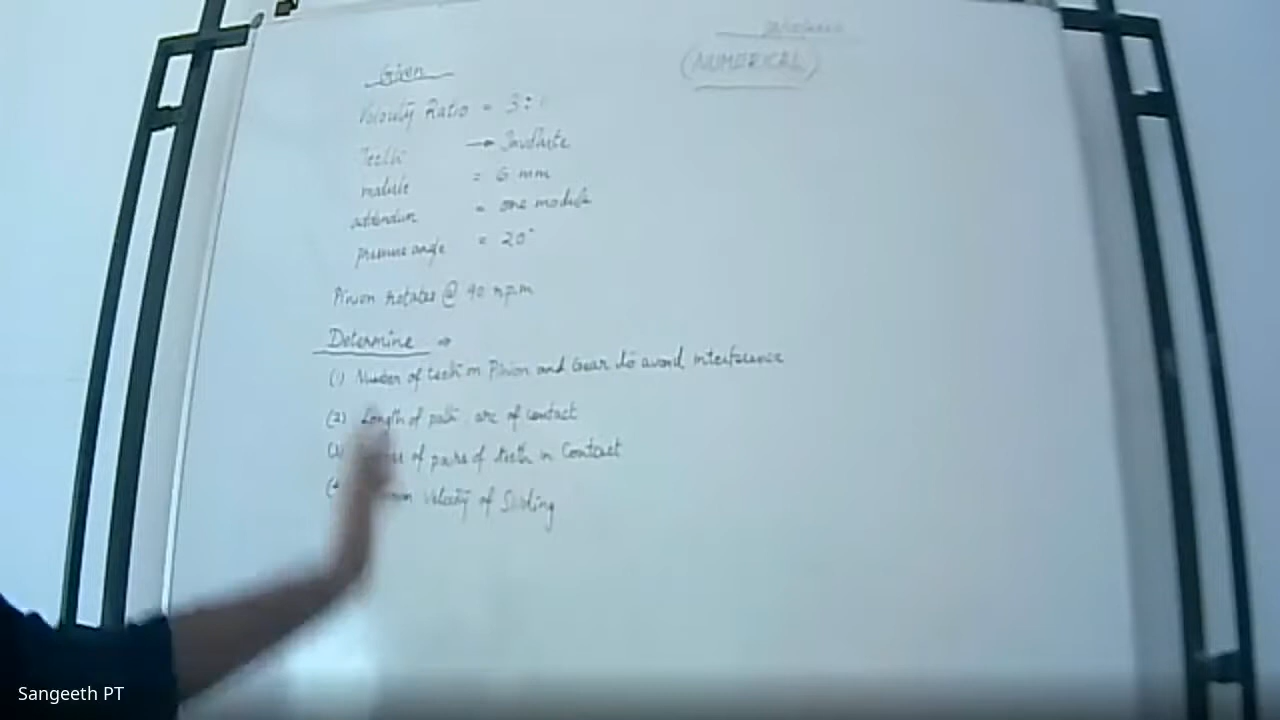 (NUMERICAL)
Given
Velocity Ratio = 3:1
Teeth → Involute
module = 6 mm
addendum = one module
pressure angle = 20°
Pinion rotates @ 90 r.p.m
Determine ⇒
(1) Number of teeth on Pinion and Gear to avoid interference
(2) Length of path, arc of contact
of pairs of teeth in Contact
velocity of Sliding
Sangeeth PT